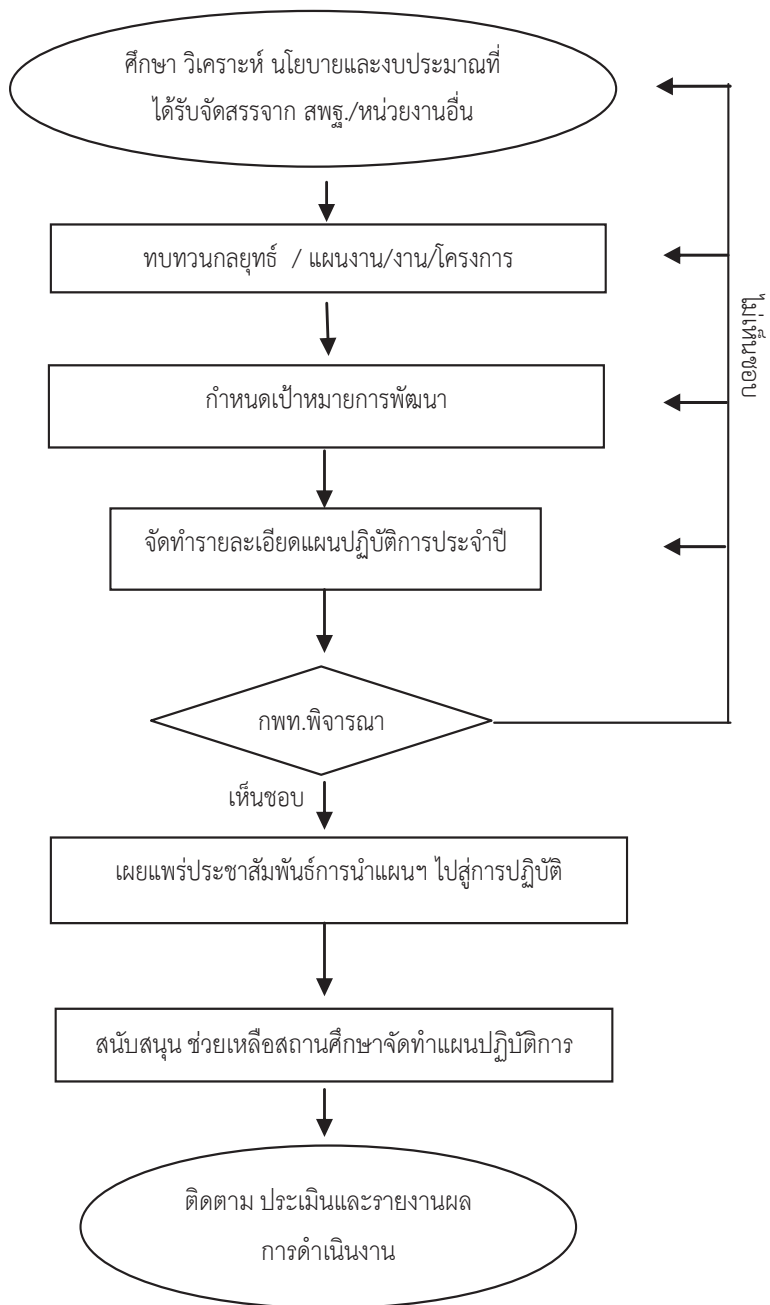 ศึกษา วิเคราะห์ นโยบายและงบประมาณที่
ได้รับจัดสรรจาก สพฐ./หน่วยงานอื่น
ทบทวนกลยุทธ์ / แผนงาน/งาน/โครงการ
ไม่เห็นชอบ
กำหนดเป้าหมายการพัฒนา
จัดทำรายละเอียดแผนปฏิบัติการประจำปี
กพท.พิจารณา
เห็นชอบ
เผยแพร่ประชาสัมพันธ์การนำแผนฯ ไปสู่การปฏิบัติ
สนับสนุน ช่วยเหลือสถานศึกษาจัดทำแผนปฏิบัติการ
ติดตาม ประเมินและรายงานผล
การดำเนินงาน